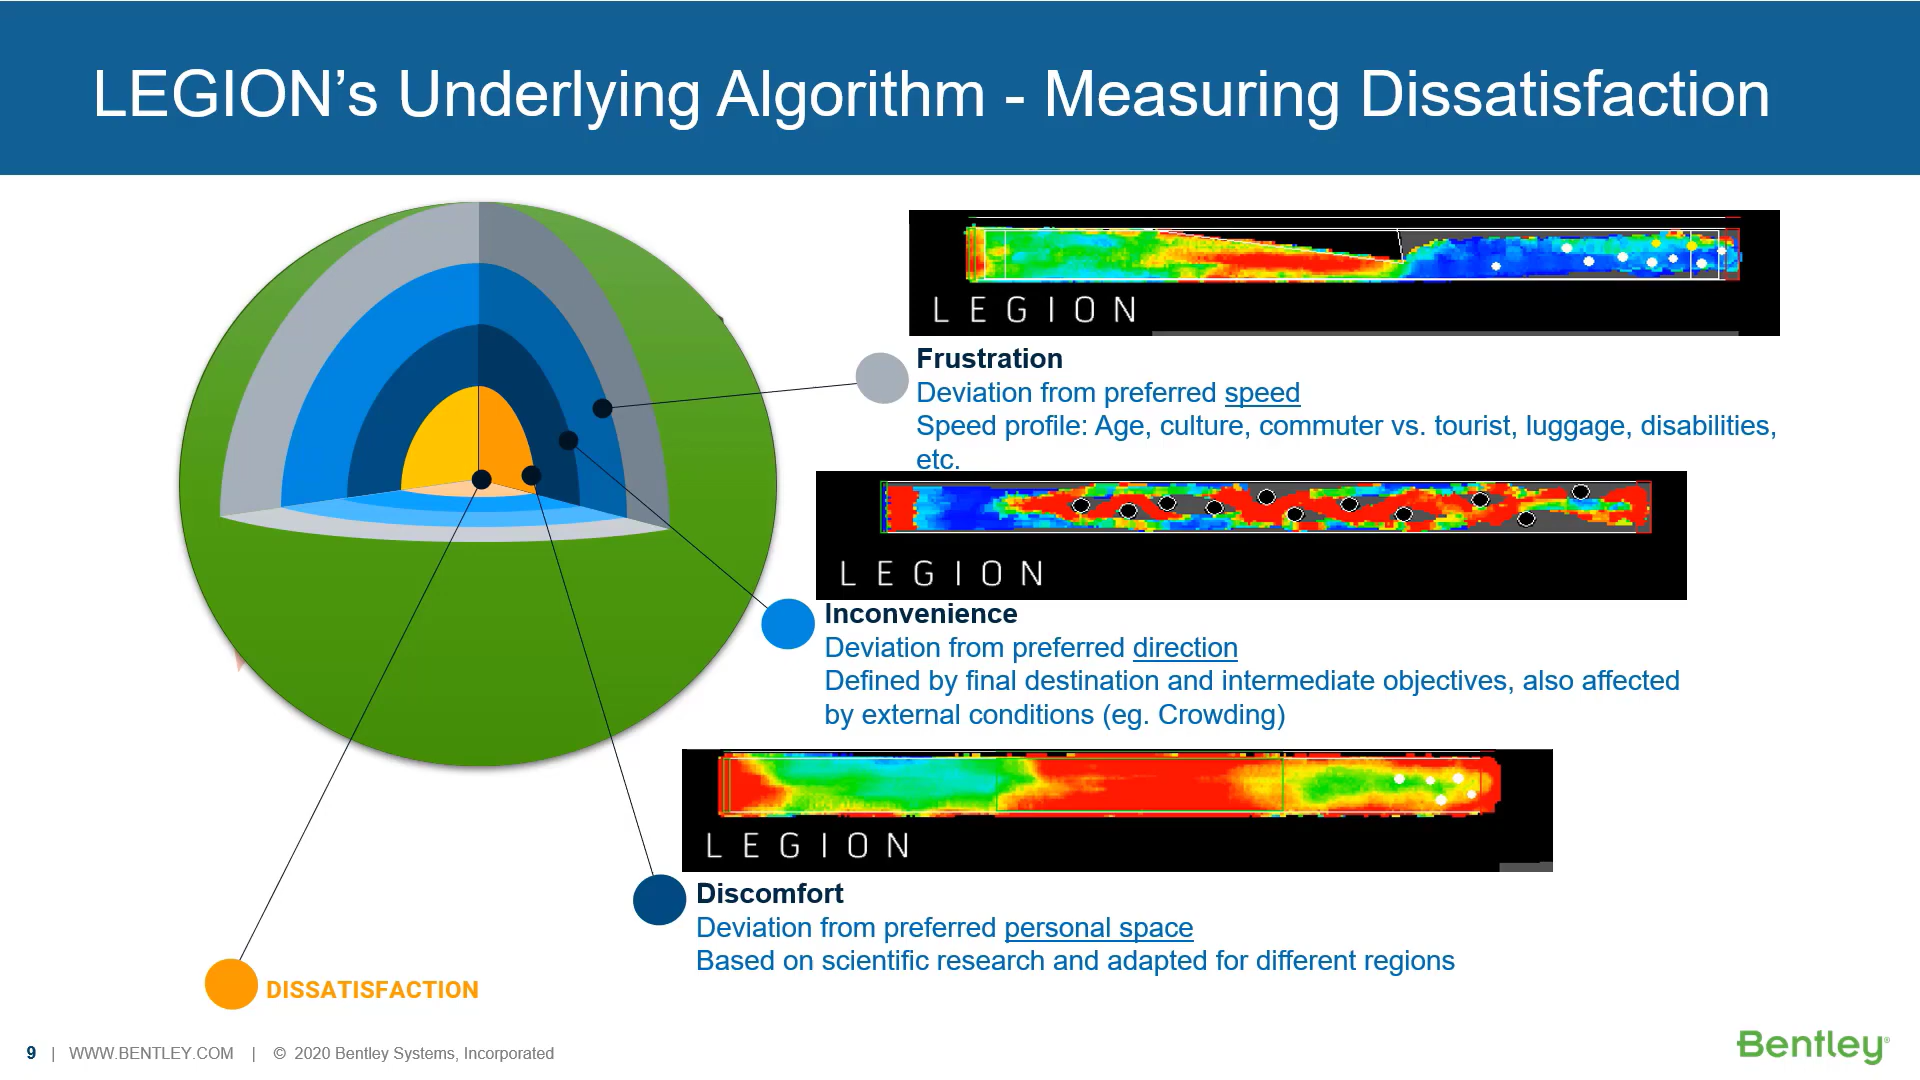 LEGION’s Underlying Algorithm - Measuring Dissatisfaction
LEGION
Frustration
Deviation from preferred speed
Speed profile: Age, culture, commuter vs. tourist, luggage, disabilities,
etc.
LEGION
Inconvenience
Deviation from preferred direction
Defined by final destination and intermediate objectives, also affected
by external conditions (eg. Crowding)
LEGION
Discomfort
Deviation from preferred personal space
Based on scientific research and adapted for different regions
DISSATISFACTION
9 | WWW.BENTLEY.COM | © 2020 Bentley Systems, Incorporated
Bentley®